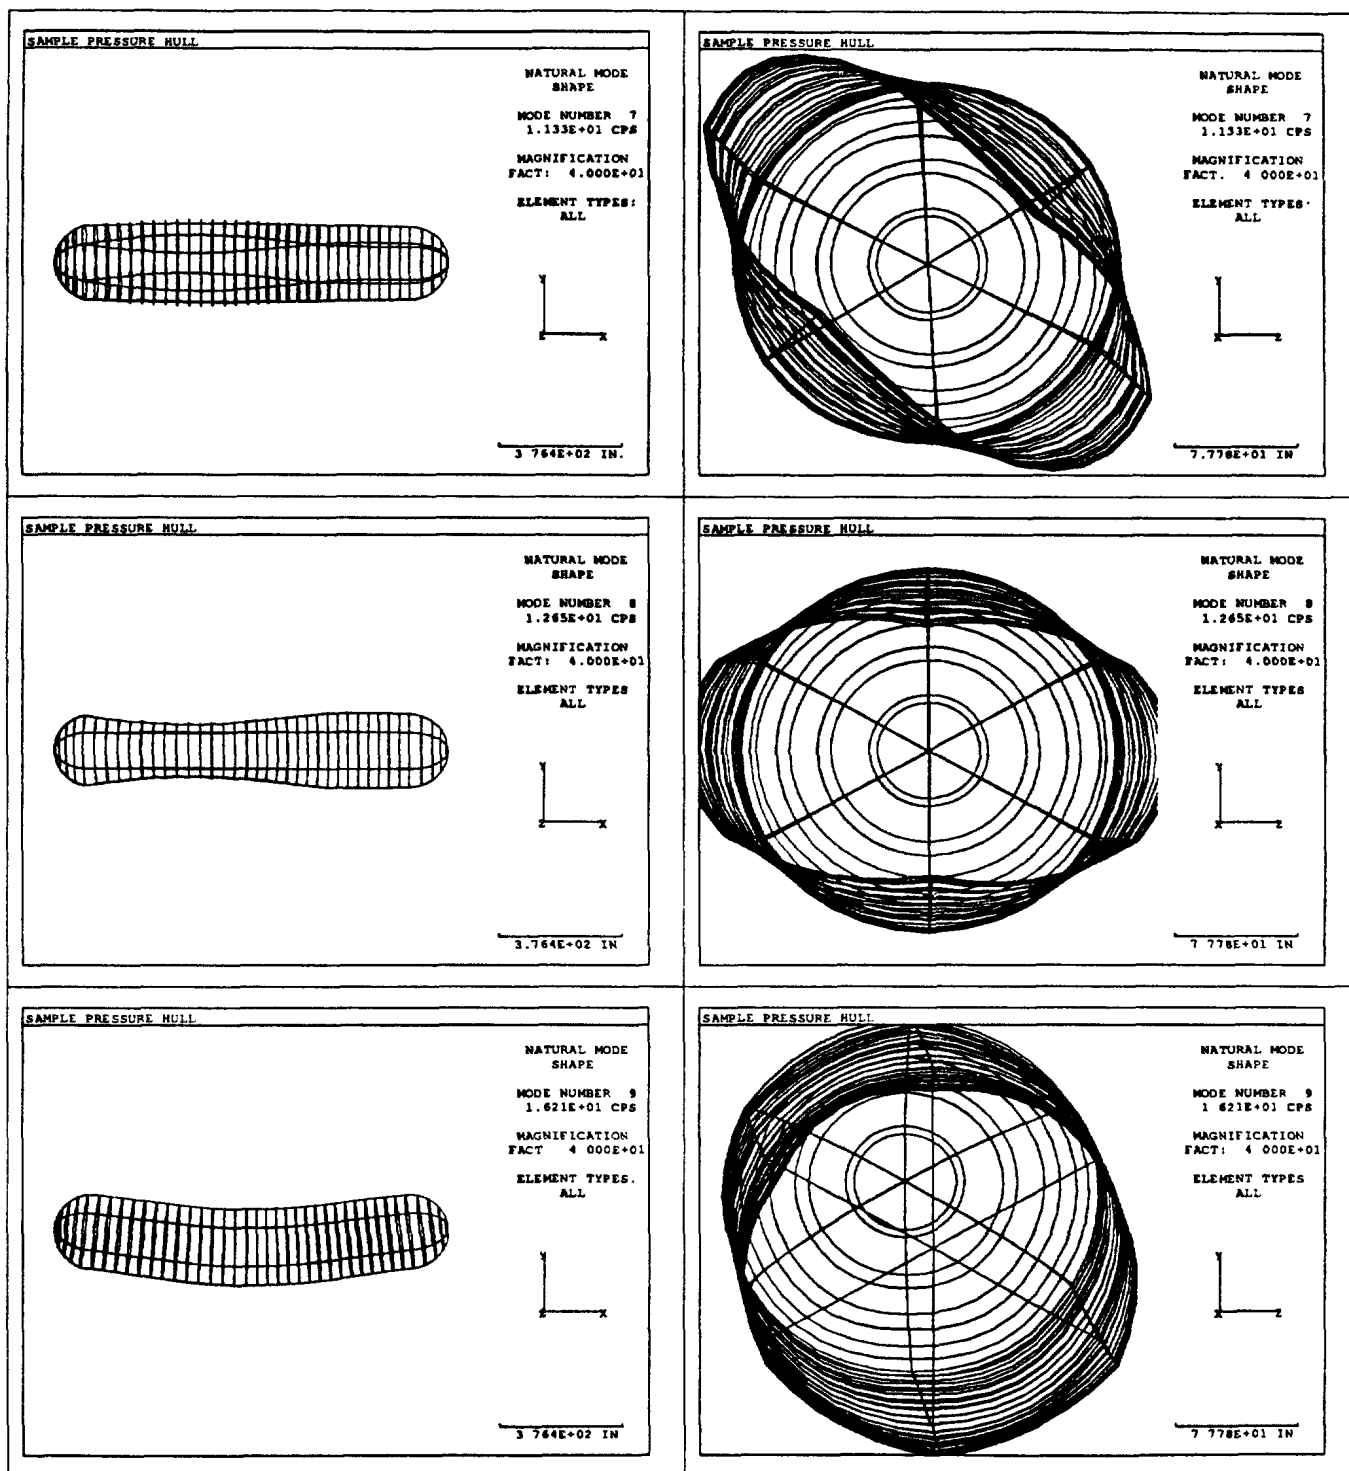 SAMPLE PRESSURE HULL
NATURAL MODE
SHAPE
MODE NUMBER 7
1.133E+01 CPS
MAGNIFICATION
FACT: 4.000E+01
ELEMENT TYPES:
ALL
Y
Z X
3 764E+02 IN.
SAMPLE PRESSURE HULL
NATURAL MODE
SHAPE
MODE NUMBER 7
1.133E+01 CPS
MAGNIFICATION
FACT. 4 000E+01
ELEMENT TYPES'
ALL
Y
X Z
7.778E+01 IN
SAMPLE PRESSURE HULL
NATURAL MODE
SHAPE
MODE NUMBER 8
1.265E+01 CPS
MAGNIFICATION
FACT: 4.000E+01
ELEMENT TYPES
ALL
Y
Z X
3.764E+02 IN
SAMPLE PRESSURE HULL
NATURAL MODE
SHAPE
MODE NUMBER 8
1.265E+01 CPS
MAGNIFICATION
FACT: 4.000E+01
ELEMENT TYPES
ALL
Y
X Z
7 778E+01 IN
SAMPLE PRESSURE HULL
NATURAL MODE
SHAPE
MODE NUMBER 9
1.621E+01 CPS
MAGNIFICATION
FACT 4 000E+01
ELEMENT TYPES.
ALL
Y
Z X
3 764E+02 IN
SAMPLE PRESSURE HULL
NATURAL MODE
SHAPE
MODE NUMBER 9
1 621E+01 CPS
MAGNIFICATION
FACT: 4 000E+01
ELEMENT TYPES
ALL
Y
X Z
7 778E+01 IN